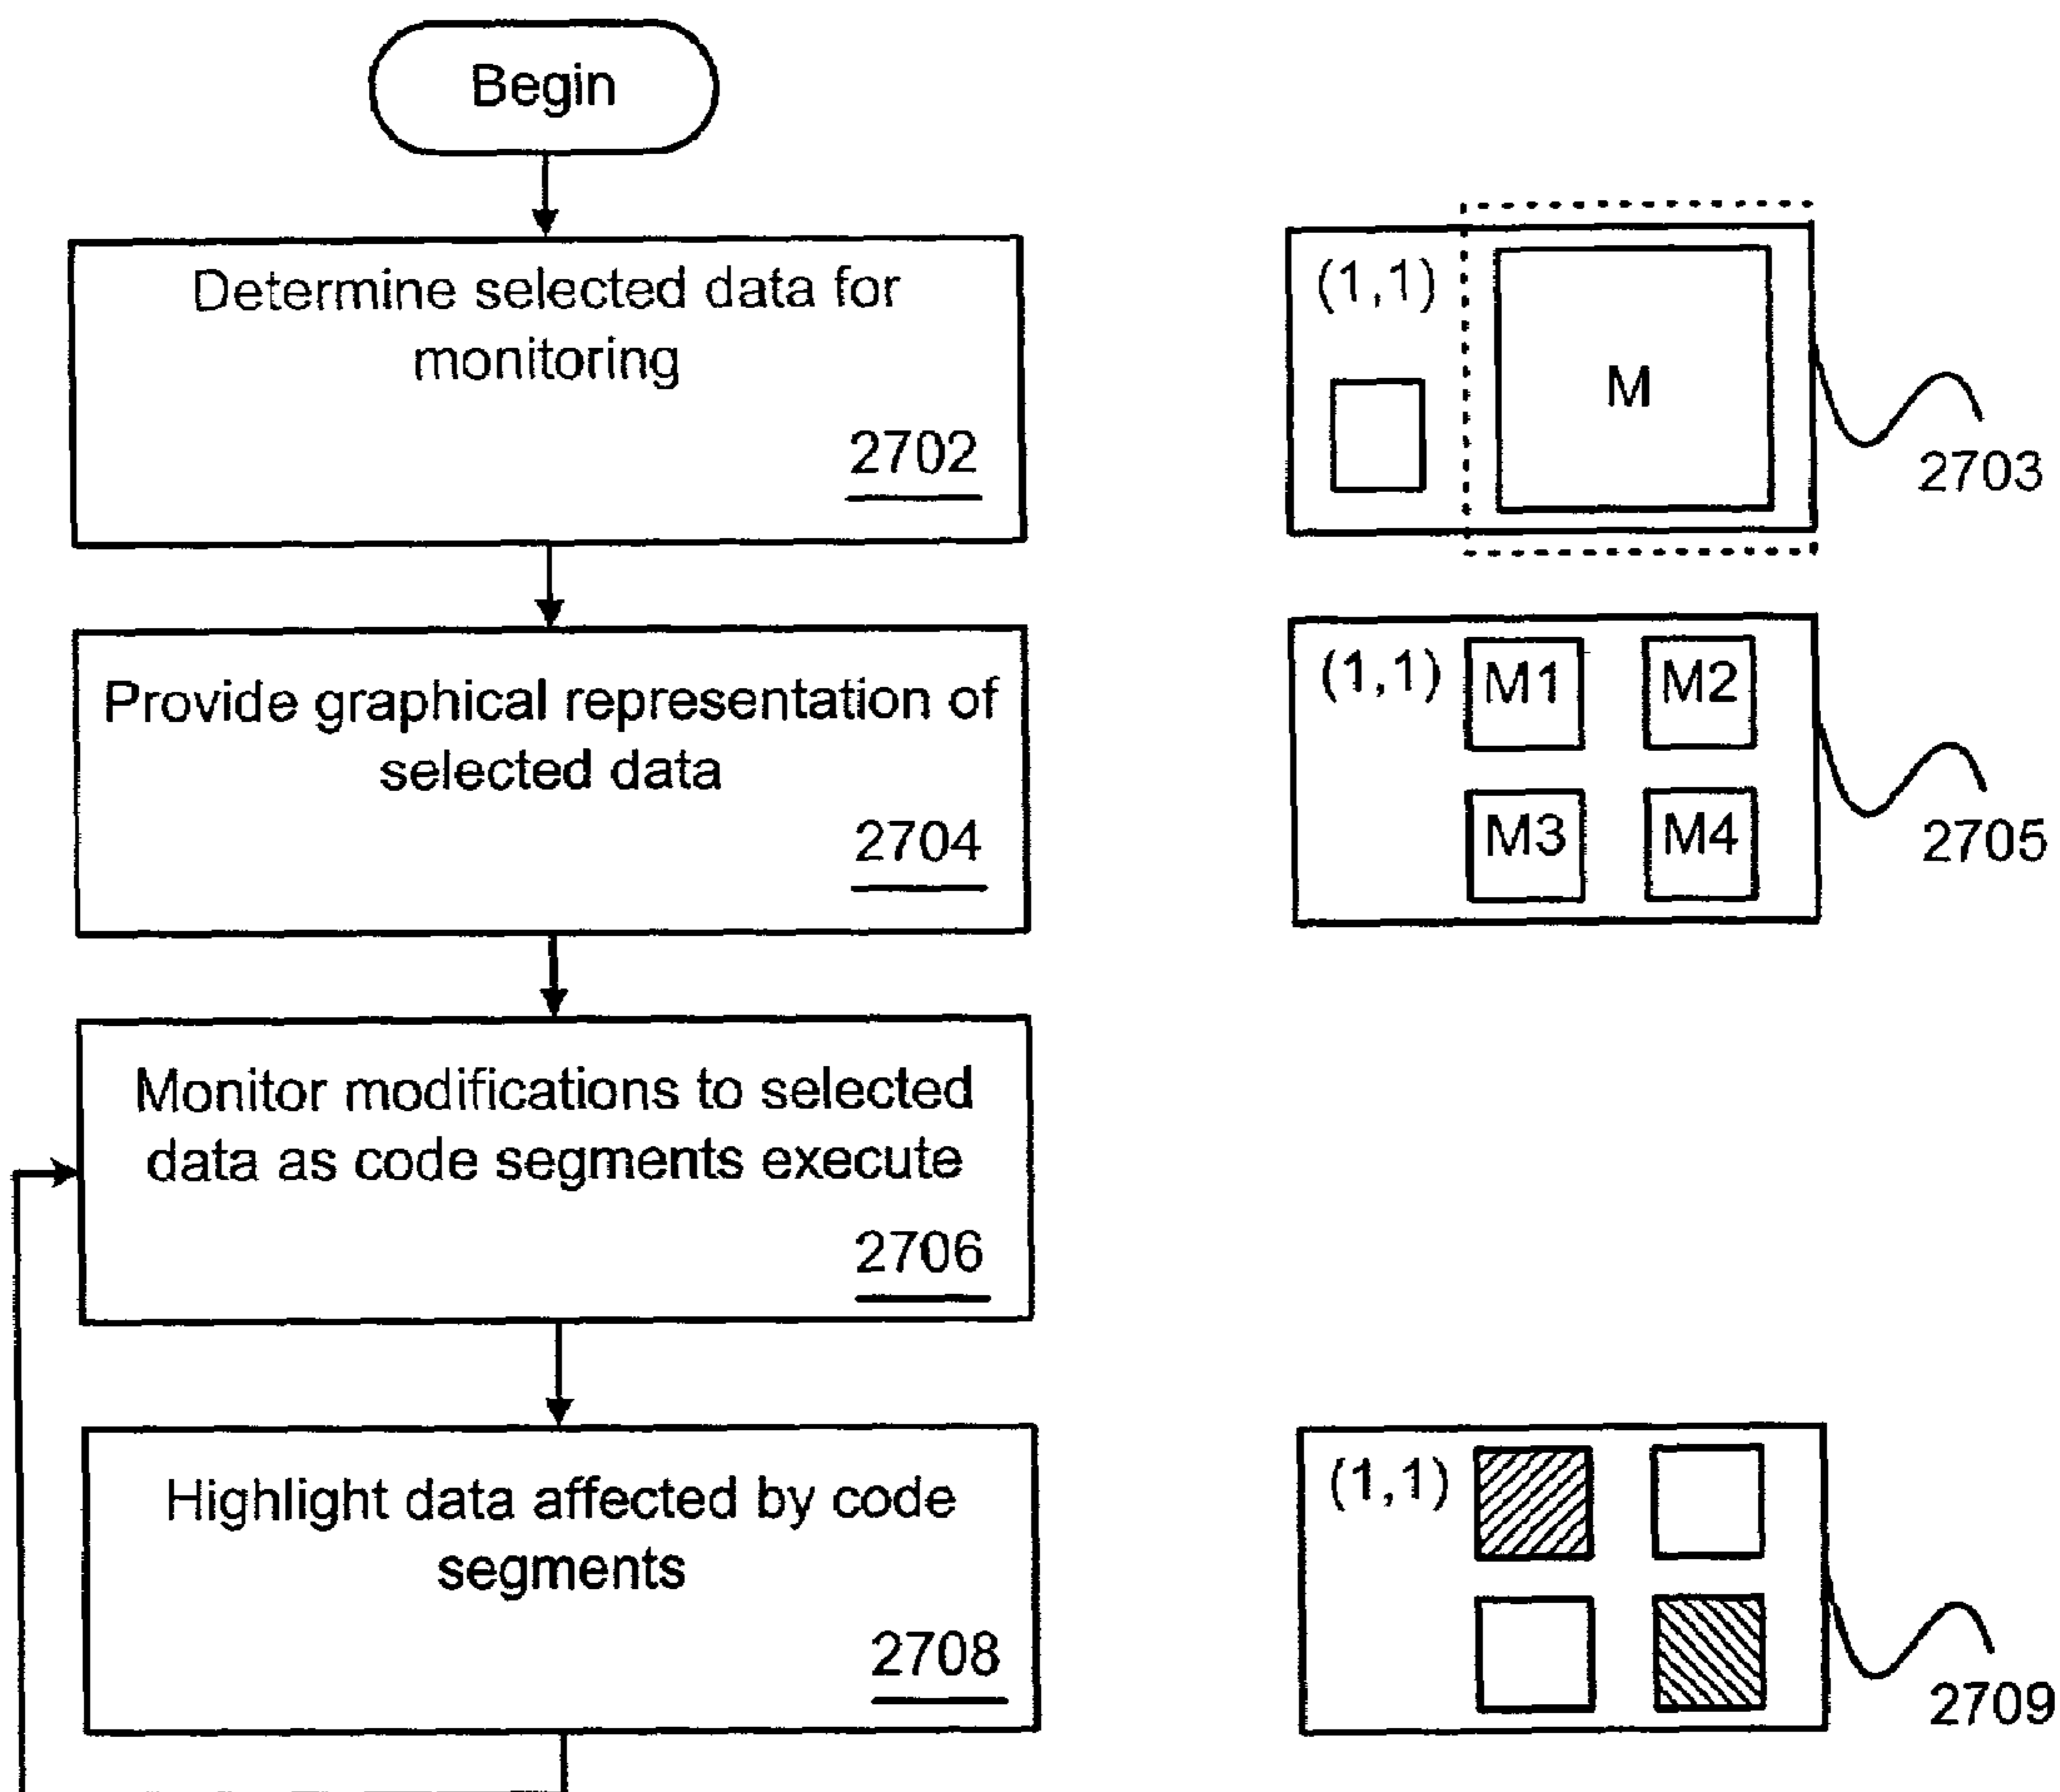 Begin
Determine selected data for
monitoring
2702
(1,1)
M
2703
Provide graphical representation of
selected data
2704
(1,1)
M1
M2
M3
M4
2705
Monitor modifications to selected
data as code segments execute
2706
Highlight data affected by code
segments
2708
(1,1)
2709